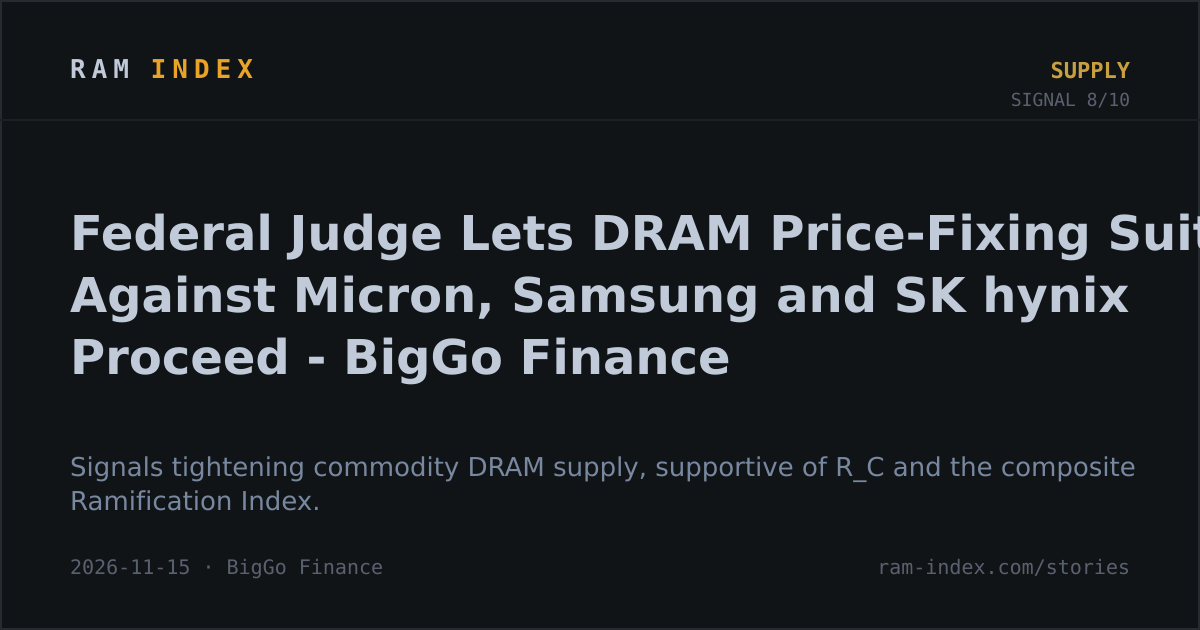 RAM INDEX
SUPPLY
SIGNAL 8/10
Federal Judge Lets DRAM Price-Fixing Suit
Against Micron, Samsung and SK hynix
Proceed - BigGo Finance
Signals tightening commodity DRAM supply, supportive of R_C and the composite
Ramification Index.
2026-11-15 · BigGo Finance
ram-index.com/stories